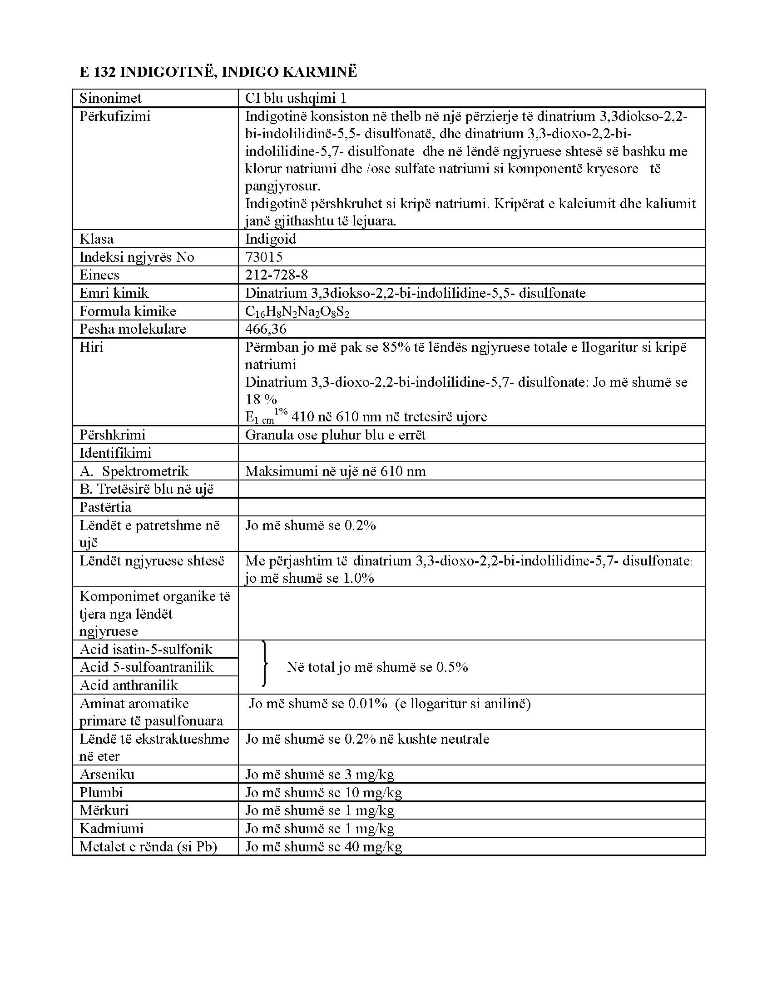 E 132 INDIGOTINË, INDIGO KARMINË
Sinonimet CI blu ushqimi 1
Përkufizimi Indigotinë konsiston në thelb në një përzierje të dinatrium 3,3diokso-2,2-
bi-indolilidinë-5,5- disulfonatë, dhe dinatrium 3,3-dioxo-2,2-bi-
indolilidine-5,7- disulfonate dhe në lëndë ngjyruese shtesë së bashku me
klorur natriumi dhe /ose sulfate natriumi si komponentë kryesore të
pangjyrosur.
Indigotinë përshkruhet si kripë natriumi. Kripërat e kalciumit dhe kaliumit
janë gjithashtu të lejuara.
Klasa Indigoid
Indeksi ngjyrës No 73015
Einecs 212-728-8
Emri kimik Dinatrium 3,3diokso-2,2-bi-indolilidine-5,5- disulfonate
Formula kimike C₁₆H₈N₂Na₂O₈S₂
Pesha molekulare 466,36
Hiri Përmban jo më pak se 85% të lëndës ngjyruese totale e llogaritur si kripë
natriumi
Dinatrium 3,3-dioxo-2,2-bi-indolilidine-5,7- disulfonate: Jo më shumë se
18 %
E1 cm 1% 410 në 610 nm në tretesirë ujore
Përshkrimi Granula ose pluhur blu e errët
Identifikimi
A. Spektrometrik Maksimumi në ujë në 610 nm
B. Tretësirë blu në ujë
Pastërtia
Lëndët e patretshme në Jo më shumë se 0.2%
ujë
Lëndët ngjyruese shtesë Me përjashtim të dinatrium 3,3-dioxo-2,2-bi-indolilidine-5,7- disulfonate:
jo më shumë se 1.0%
Komponimet organike të
tjera nga lëndët
ngjyruese
Acid isatin-5-sulfonik
Acid 5-sulfoantranilik Në total jo më shumë se 0.5%
Acid anthranilik
Aminat aromatike Jo më shumë se 0.01% (e llogaritur si anilinë)
primare të pasulfonuara
Lëndë të ekstraktueshme Jo më shumë se 0.2% në kushte neutrale
në eter
Arseniku Jo më shumë se 3 mg/kg
Plumbi Jo më shumë se 10 mg/kg
Mërkuri Jo më shumë se 1 mg/kg
Kadmiumi Jo më shumë se 1 mg/kg
Metalet e rënda (si Pb) Jo më shumë se 40 mg/kg